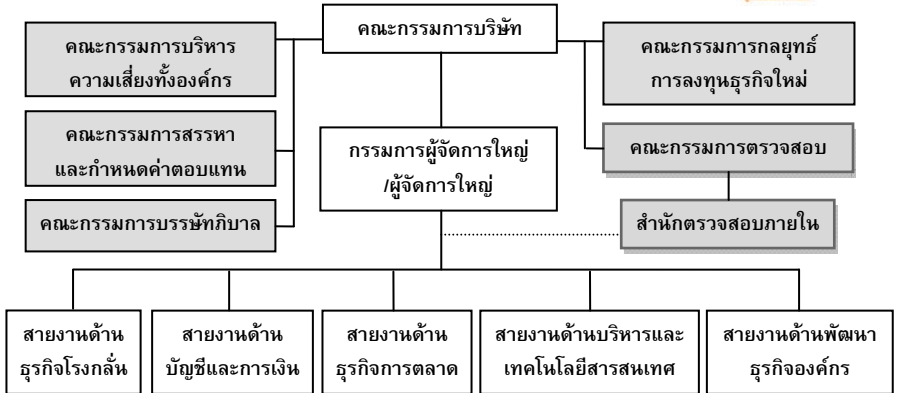 คณะกรรมการบริษัท
คณะกรรมการบริหาร
ความเสี่ยงทั้งองค์กร
คณะกรรมการกลยุทธ์
การลงทุนธุรกิจใหม่
คณะกรรมการสรรหา
และกำหนดค่าตอบแทน
กรรมการผู้จัดการใหญ่
/ผู้จัดการใหญ่
คณะกรรมการตรวจสอบ
คณะกรรมการบรรษัทภิบาล
สำนักตรวจสอบภายใน
สายงานด้าน
ธุรกิจโรงกลั่น
สายงานด้าน
บัญชีและการเงิน
สายงานด้าน
ธุรกิจการตลาด
สายงานด้านบริหารและ
เทคโนโลยีสารสนเทศ
สายงานด้านพัฒนา
ธุรกิจองค์กร